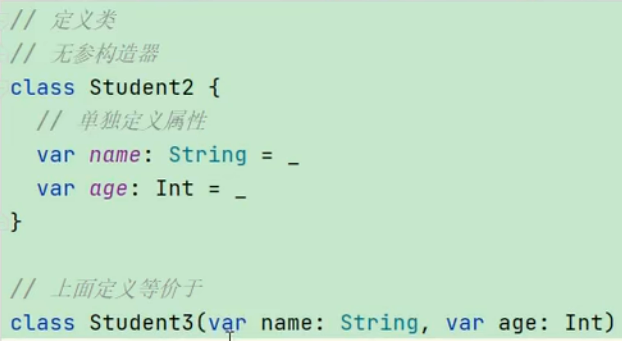 // 定义类
// 无参构造器
class Student2 {
  // 单独定义属性
  var name: String = _
  var age: Int = _
}
// 上面定义等价于
class Student3(var name: String, var age: Int)